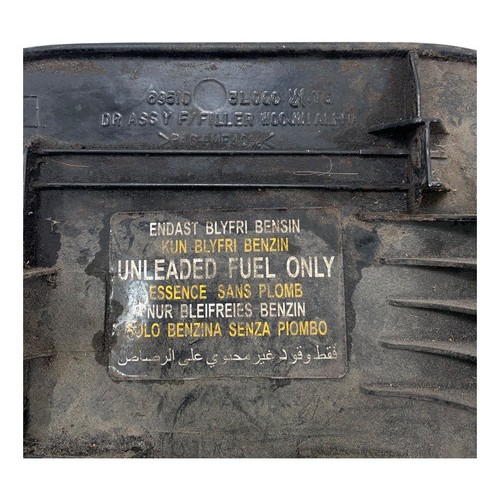 69510 3L000
DR ASSY F/FILLER
ENDAST BLYFRI BENSIN
KUN BLYFRI BENZIN
UNLEADED FUEL ONLY
ESSENCE SANS PLOMB
NUR BLEIFREIES BENZIN
SOLO BENZINA SENZA PIOMBO
فقط وقود غير محتوي على الرصاص